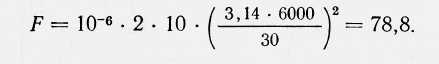 F = 10⁻⁶ · 2 · 10 · (3,14 · 6000 / 30)² = 78,8.